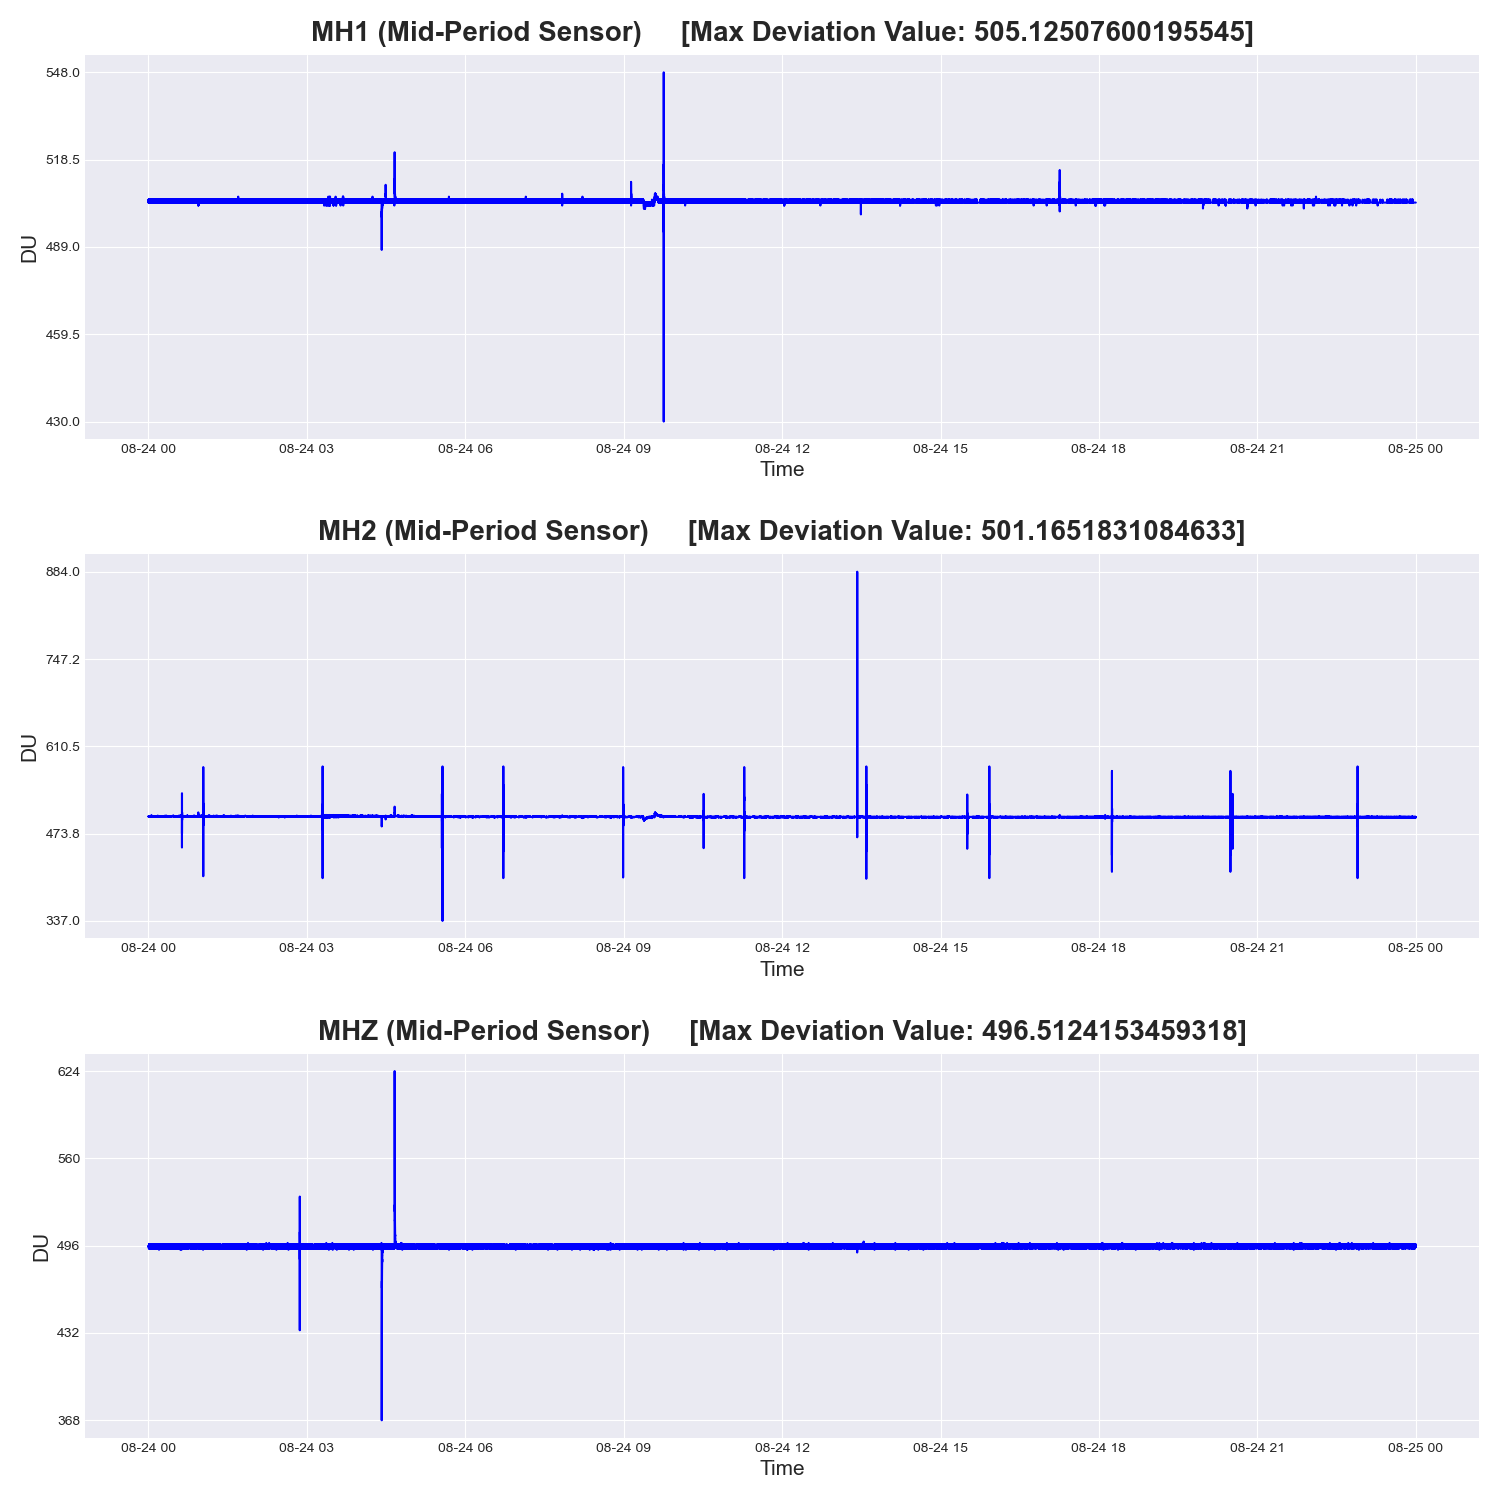 MH1 (Mid-Period Sensor) [Max Deviation Value: 505.12507600195545]
548.0
518.5
489.0
459.5
430.0
DU
08-24 00 08-24 03 08-24 06 08-24 09 08-24 12 08-24 15 08-24 18 08-24 21 08-25 00
Time
MH2 (Mid-Period Sensor) [Max Deviation Value: 501.1651831084633]
884.0
747.2
610.5
473.8
337.0
DU
08-24 00 08-24 03 08-24 06 08-24 09 08-24 12 08-24 15 08-24 18 08-24 21 08-25 00
Time
MHZ (Mid-Period Sensor) [Max Deviation Value: 496.5124153459318]
624
560
496
432
368
DU
08-24 00 08-24 03 08-24 06 08-24 09 08-24 12 08-24 15 08-24 18 08-24 21 08-25 00
Time